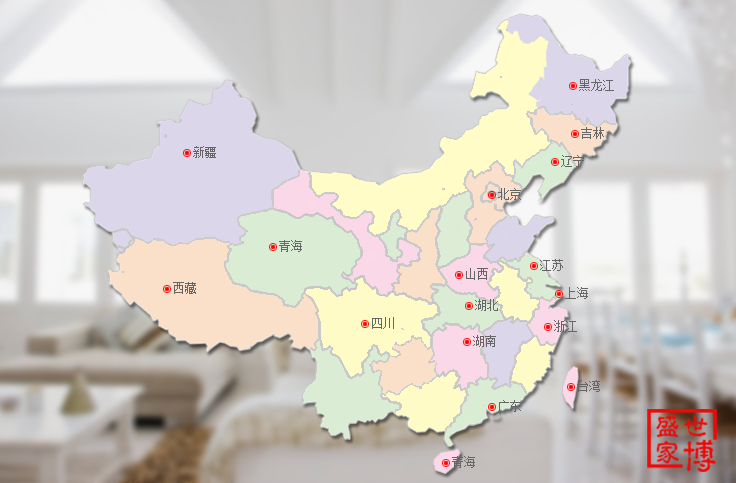 黑龙江
吉林
新疆
辽宁
北京
青海
江苏
山西
西藏
上海
湖北
四川
浙江
湖南
台湾
广东
青海
盛世
家博